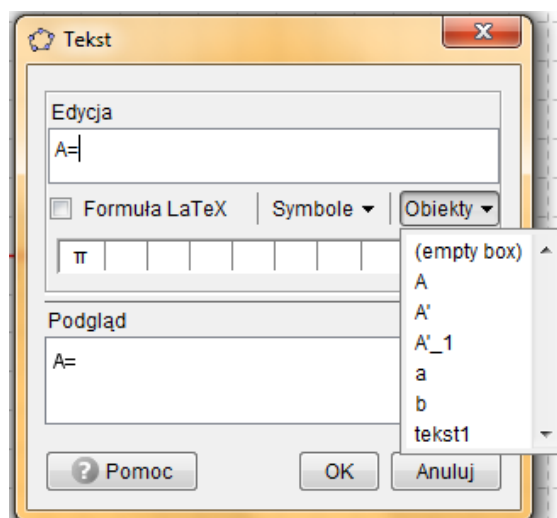 Tekst
Edycja
A=
Formuła LaTeX Symbole Obiekty
π
(empty box)
A
A'
A'_1
a
b
tekst1
Podgląd
A=
? Pomoc OK Anuluj